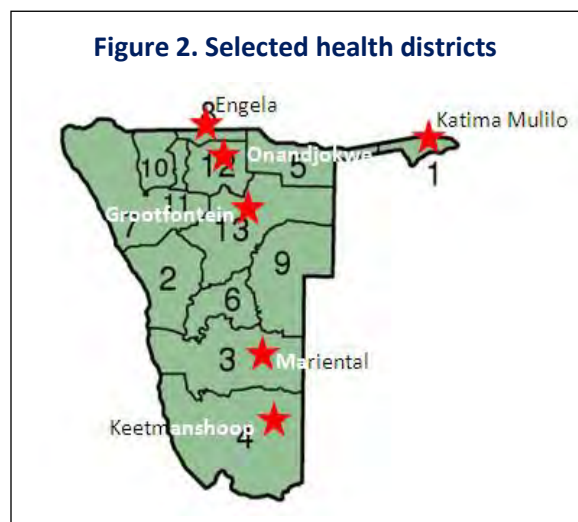 Figure 2. Selected health districts
8 Engela
Katima Mulilo
10 12 Onandjokwe
5
1
11
Grootfontein
7 13
9
2
6
3 Mariental
Keetmanshoop
4